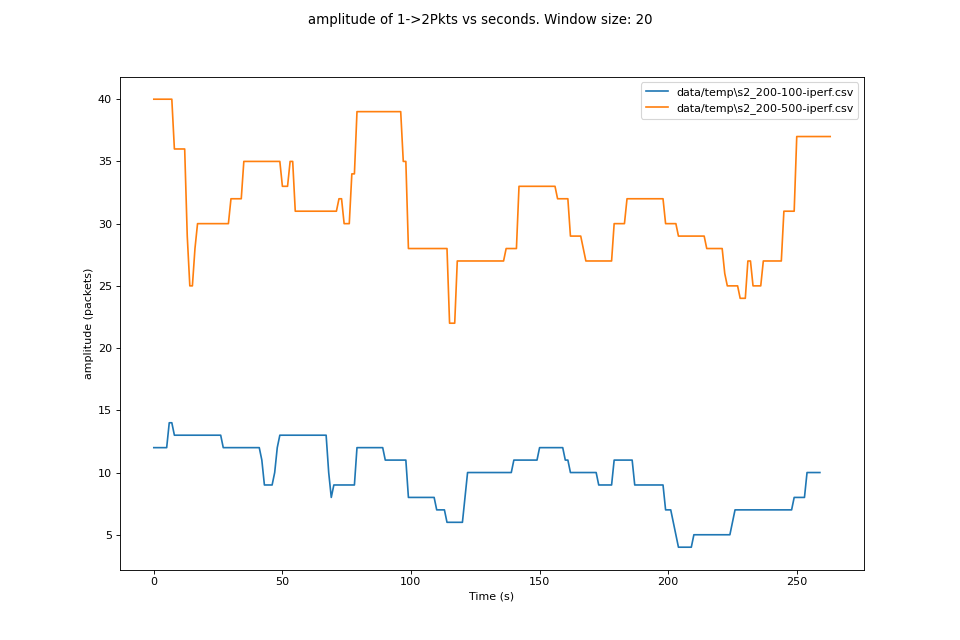 amplitude of 1->2Pkts vs seconds. Window size: 20
data/temp\s2_200-100-iperf.csv
data/temp\s2_200-500-iperf.csv
amplitude (packets)
40
35
30
25
20
15
10
5
0 50 100 150 200 250
Time (s)